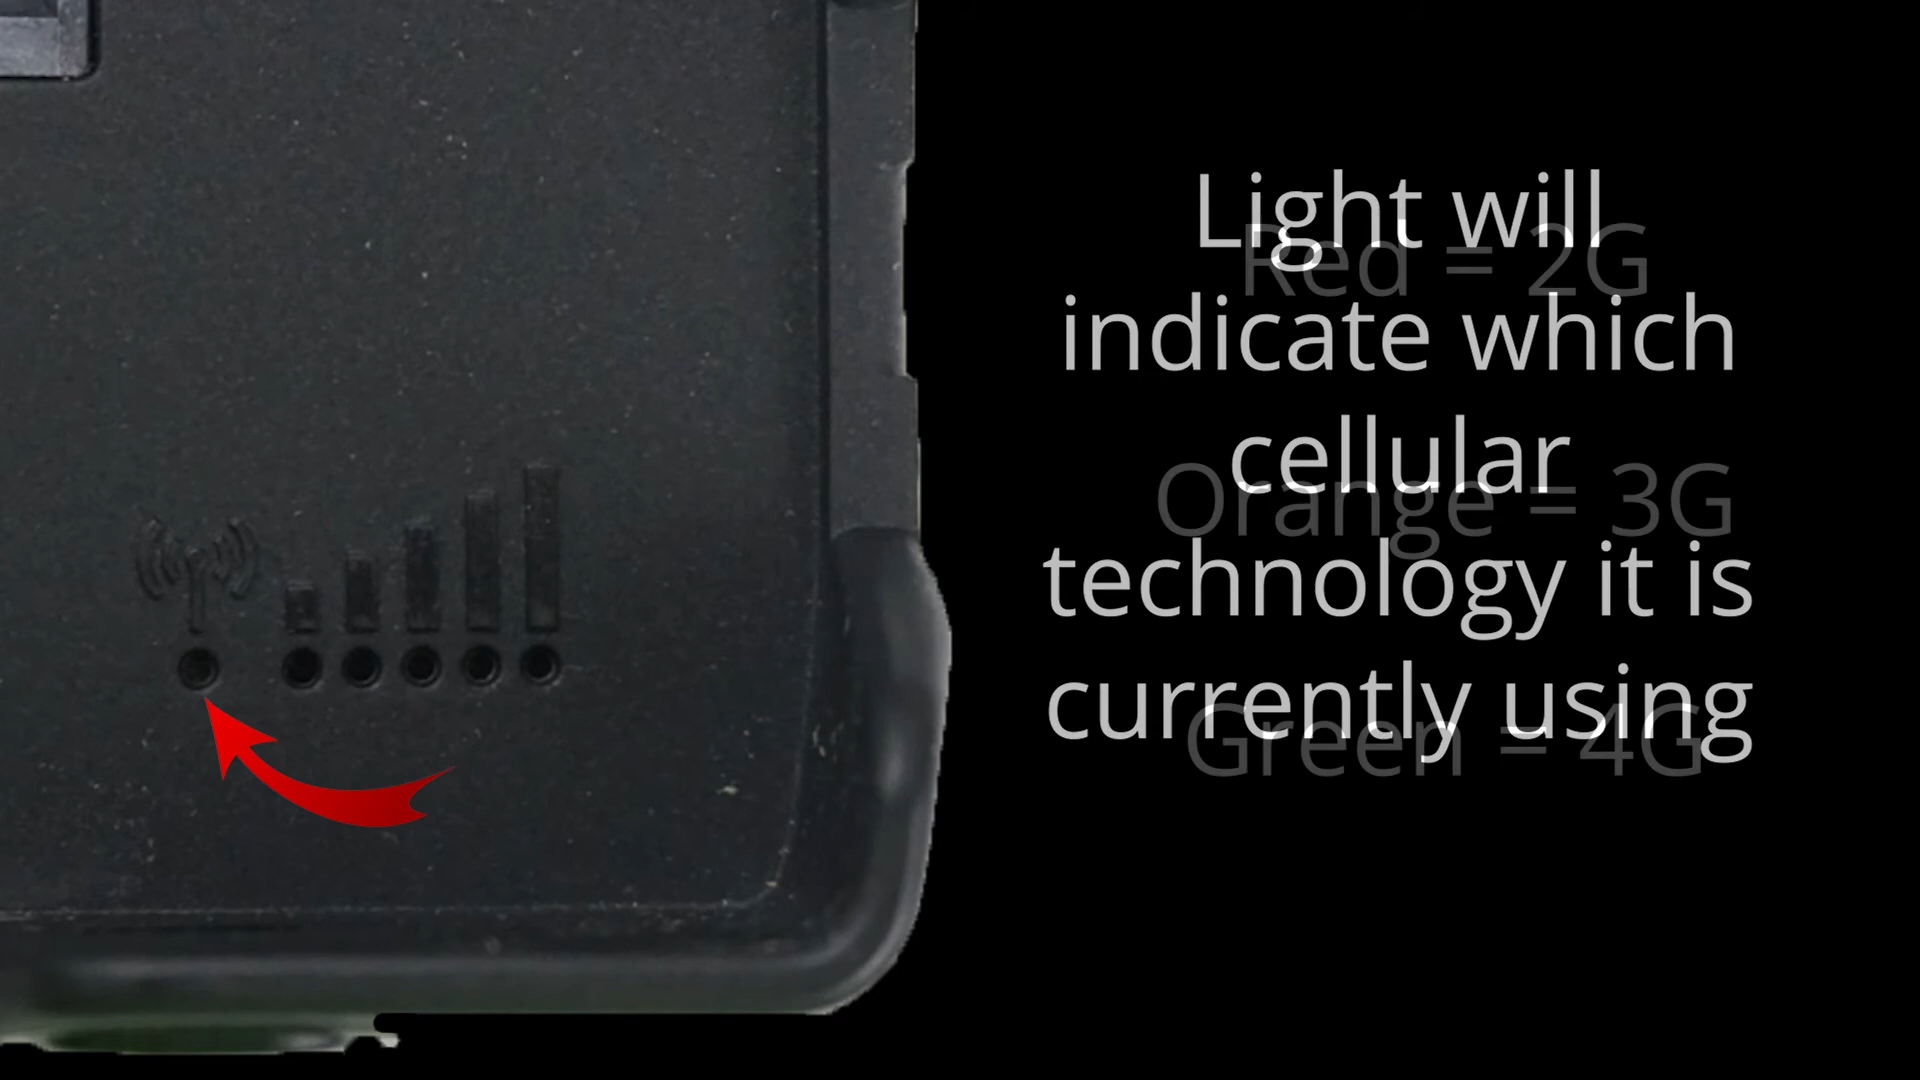 Light will
indicate which
cellular
technology it is
currently using
Red = 2G
Orange = 3G
Green = 4G